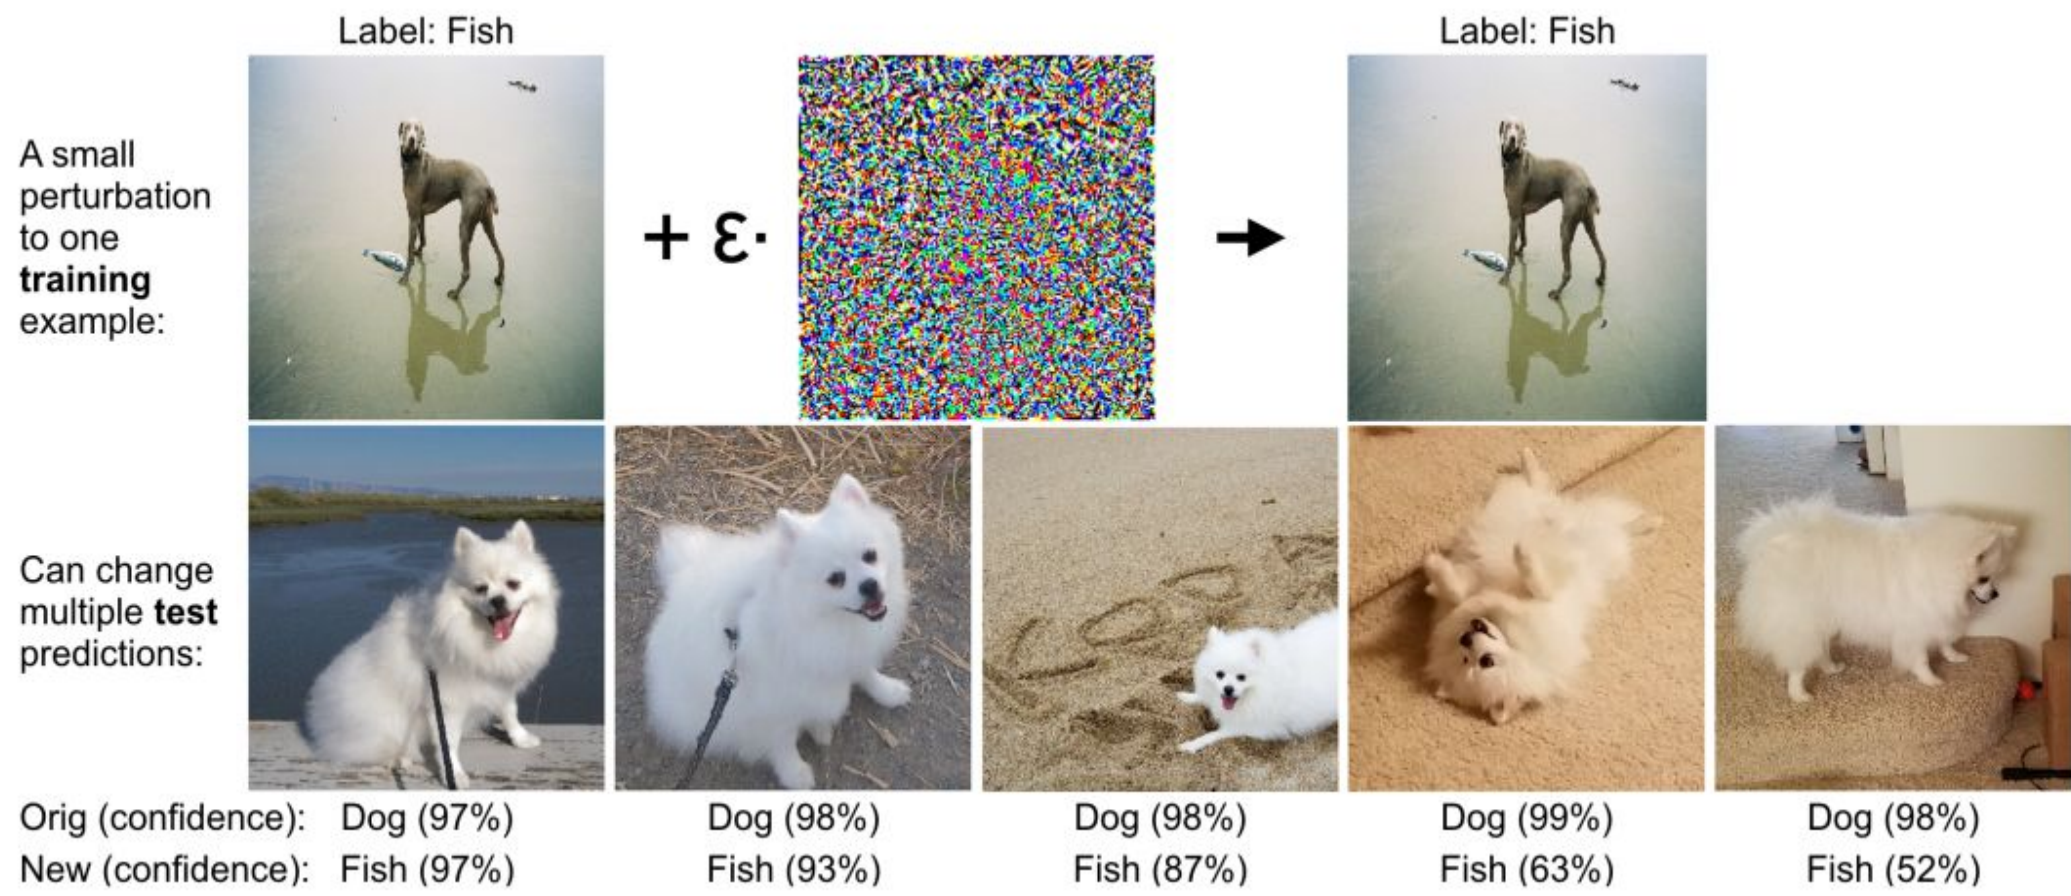 Label: Fish
Label: Fish
A small
perturbation
to one
training
example:
+ Ɛ·
Can change
multiple test
predictions:
Orig (confidence): Dog (97%) Dog (98%) Dog (98%) Dog (99%) Dog (98%)
New (confidence): Fish (97%) Fish (93%) Fish (87%) Fish (63%) Fish (52%)